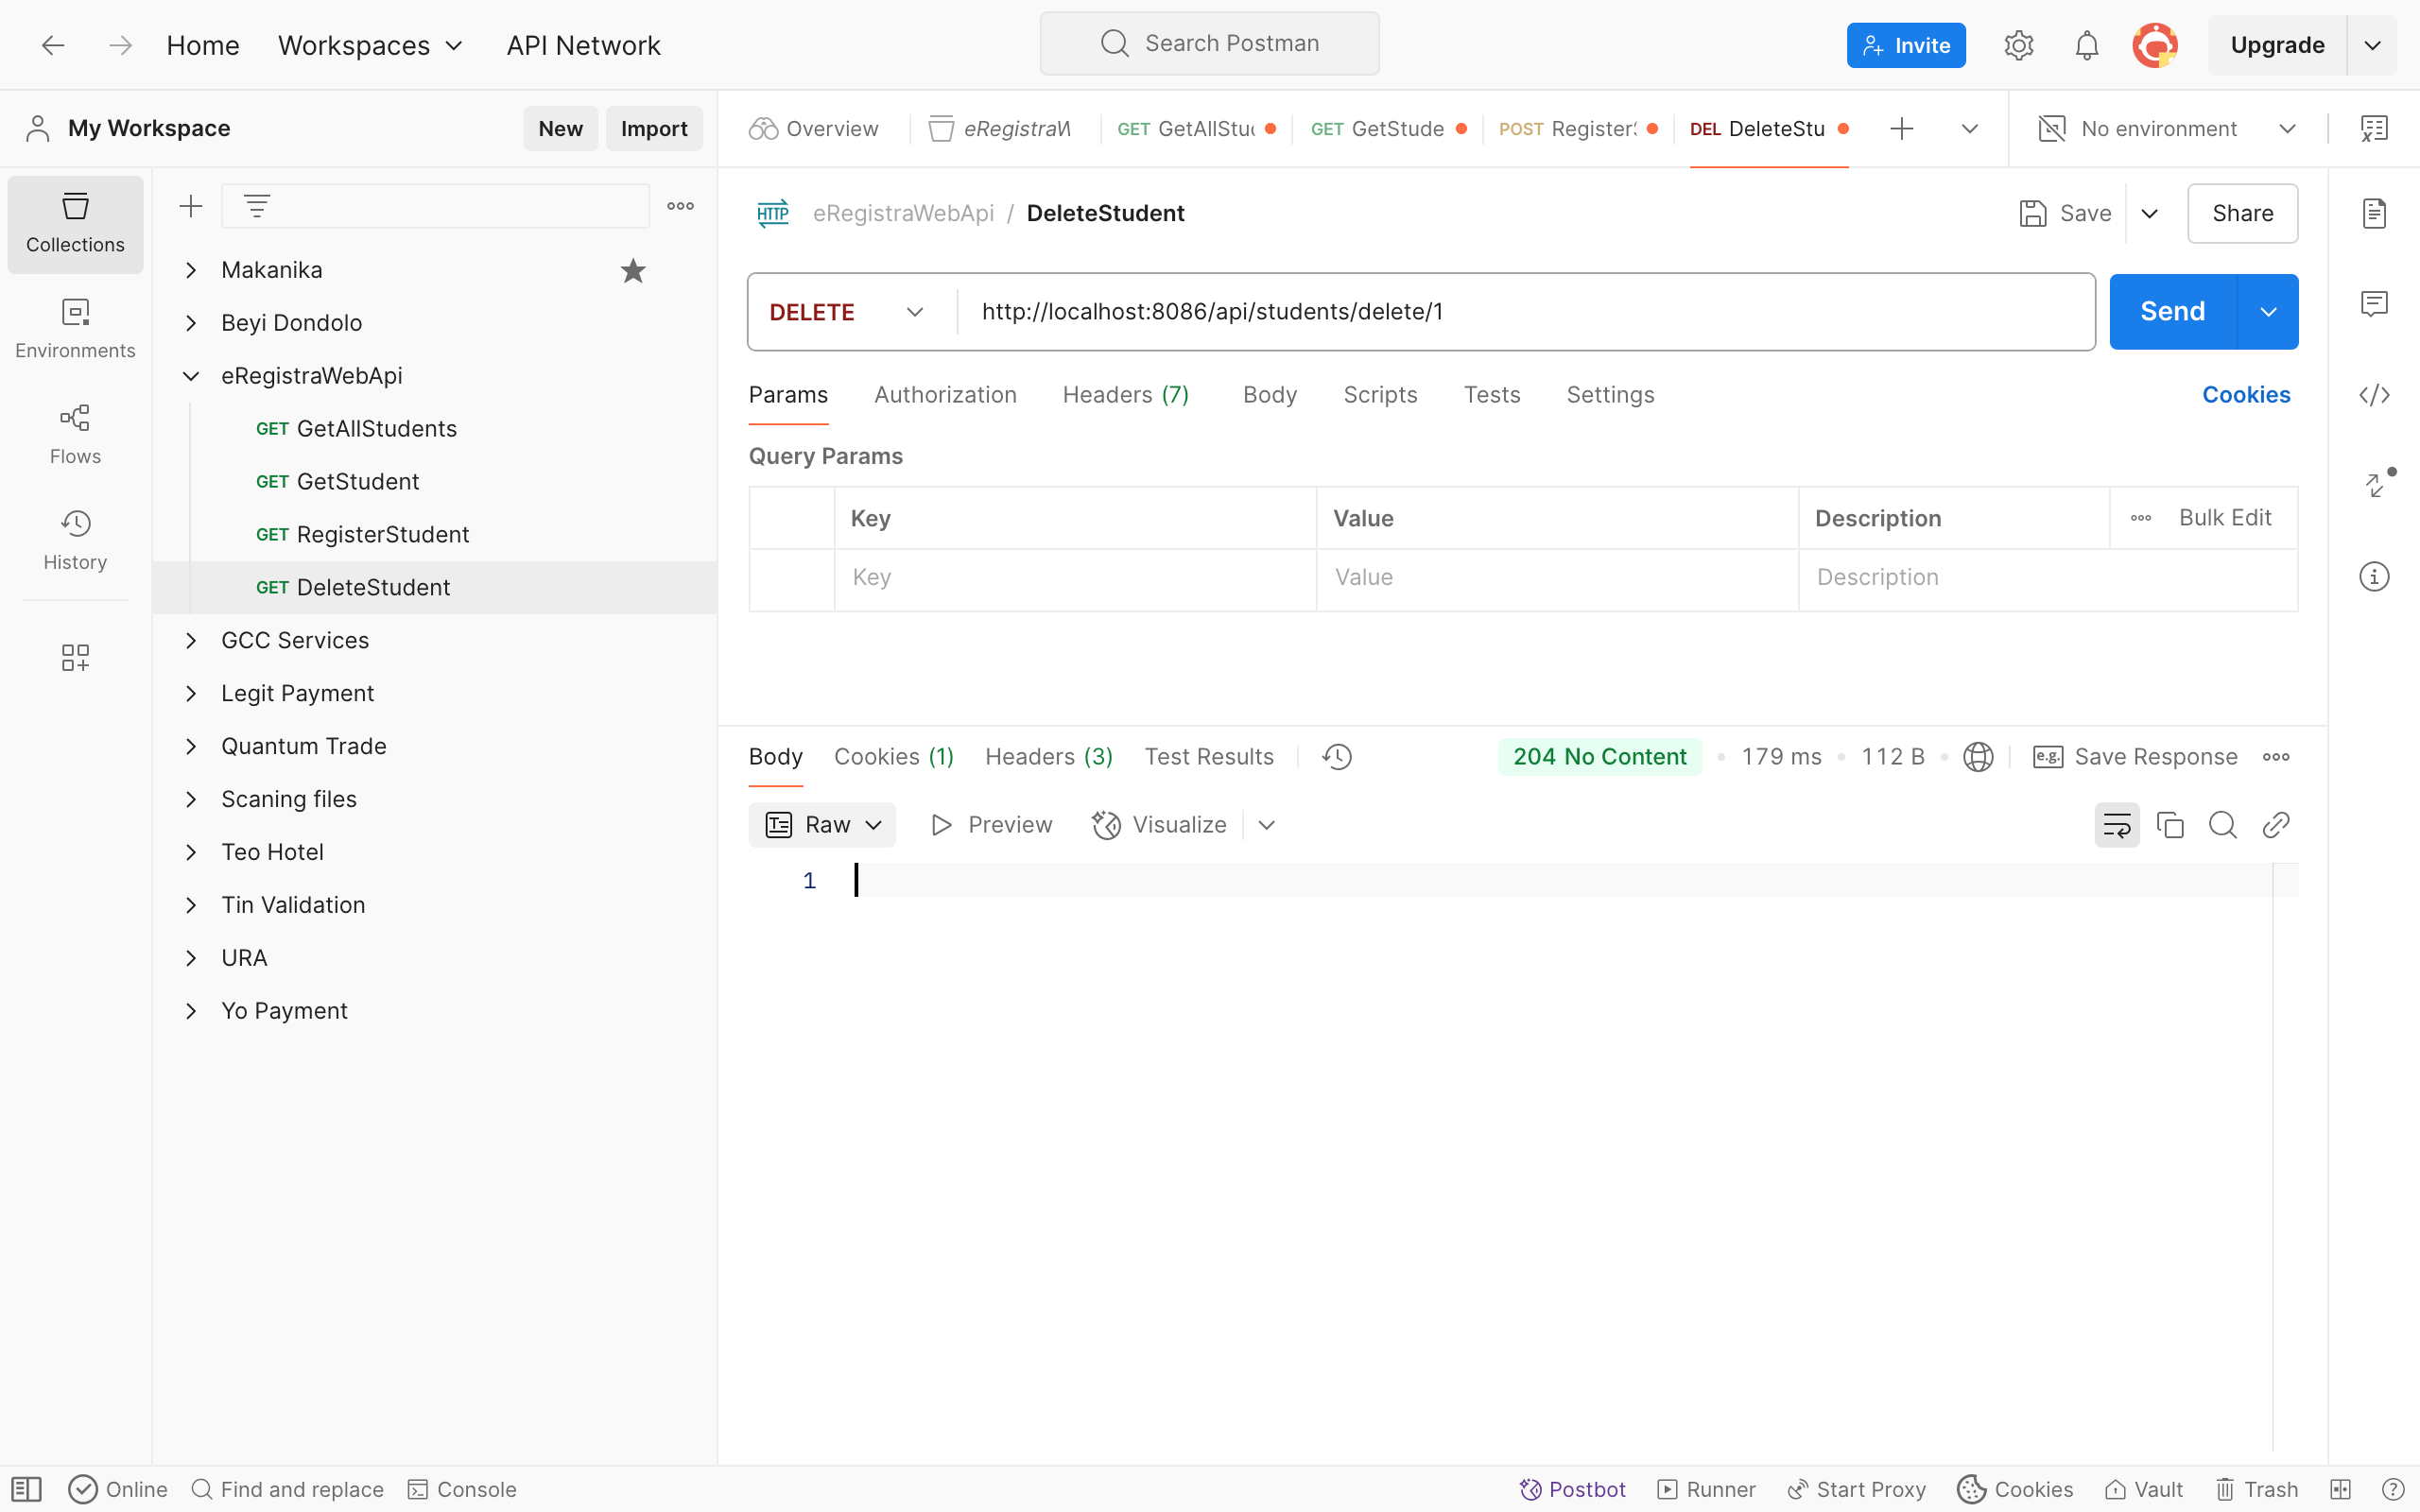 Home Workspaces API Network Search Postman Invite Upgrade
My Workspace New Import Overview eRegistraW GET GetAllStu GET GetStude POST Register DEL DeleteStu No environment
Collections
Environments
Flows
History
Makanika
Beyi Dondolo
eRegistraWebApi
GET GetAllStudents
GET GetStudent
GET RegisterStudent
GET DeleteStudent
GCC Services
Legit Payment
Quantum Trade
Scaning files
Teo Hotel
Tin Validation
URA
Yo Payment
HTTP eRegistraWebApi / DeleteStudent Save Share
DELETE http://localhost:8086/api/students/delete/1 Send
Params Authorization Headers (7) Body Scripts Tests Settings Cookies
Query Params
Key Value Description Bulk Edit
Key Value Description
Body Cookies (1) Headers (3) Test Results 204 No Content 179 ms 112 B e.g. Save Response
Raw Preview Visualize
1
Online Find and replace Console Postbot Runner Start Proxy Cookies Vault Trash